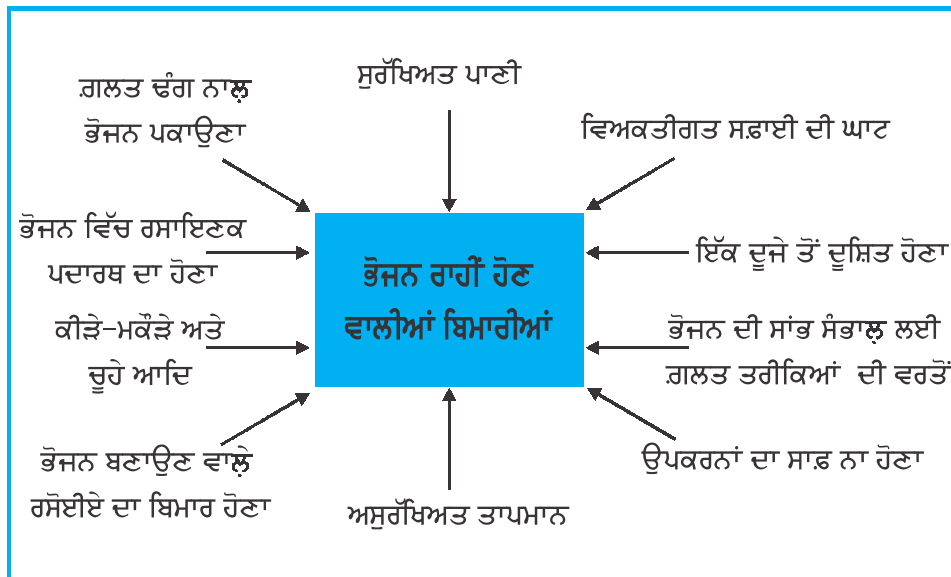 ਗ਼ਲਤ ਢੰਗ ਨਾਲ਼
ਭੋਜਨ ਪਕਾਉਣਾ
ਸੁਰੱਖਿਅਤ ਪਾਣੀ
ਵਿਅਕਤੀਗਤ ਸਫ਼ਾਈ ਦੀ ਘਾਟ
ਭੋਜਨ ਵਿੱਚ ਰਸਾਇਣਕ
ਪਦਾਰਥ ਦਾ ਹੋਣਾ
ਭੋਜਨ ਰਾਹੀਂ ਹੋਣ
ਵਾਲੀਆਂ ਬਿਮਾਰੀਆਂ
ਇੱਕ ਦੂਜੇ ਤੋਂ ਦੂਸ਼ਿਤ ਹੋਣਾ
ਕੀੜੇ-ਮਕੌੜੇ ਅਤੇ
ਚੂਹੇ ਆਦਿ
ਭੋਜਨ ਦੀ ਸਾਂਭ ਸੰਭਾਲ਼ ਲਈ
ਗ਼ਲਤ ਤਰੀਕਿਆਂ ਦੀ ਵਰਤੋਂ
ਭੋਜਨ ਬਣਾਉਣ ਵਾਲ਼ੇ
ਰਸੋਈਏ ਦਾ ਬਿਮਾਰ ਹੋਣਾ
ਅਸੁਰੱਖਿਅਤ ਤਾਪਮਾਨ
ਉਪਕਰਨਾਂ ਦਾ ਸਾਫ਼ ਨਾ ਹੋਣਾ